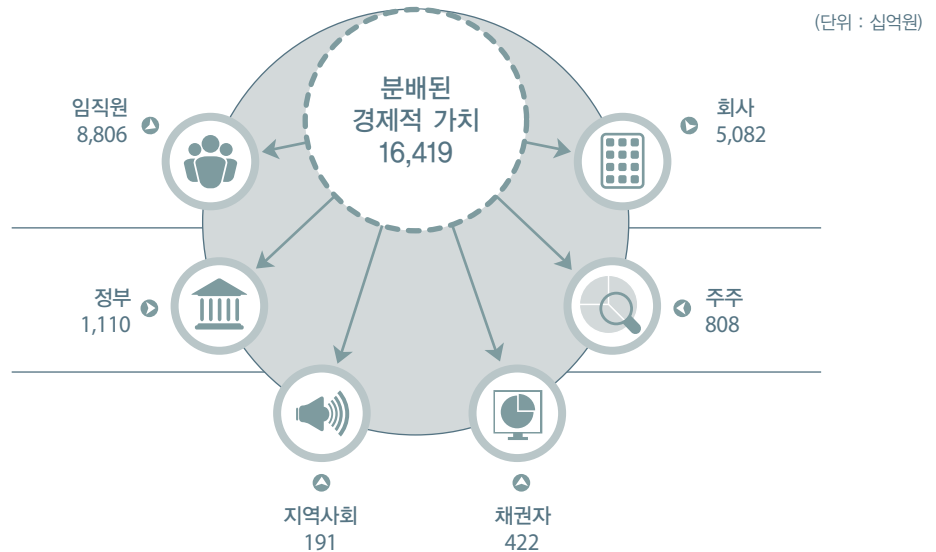 (단위 : 십억원)
분배된
경제적 가치
16,419
임직원
8,806
회사
5,082
정부
1,110
주주
808
지역사회
191
채권자
422